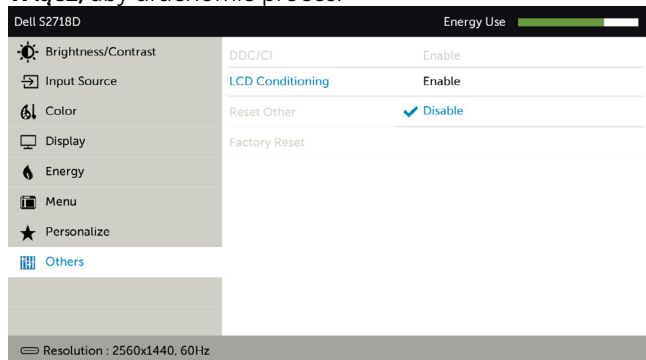 Dell S2718D Energy Use
Brightness/Contrast DDC/CI Enable
Input Source LCD Conditioning Enable
Color Reset Other Disable
Display Factory Reset
Energy
Menu
Personalize
Others
Resolution : 2560x1440, 60Hz